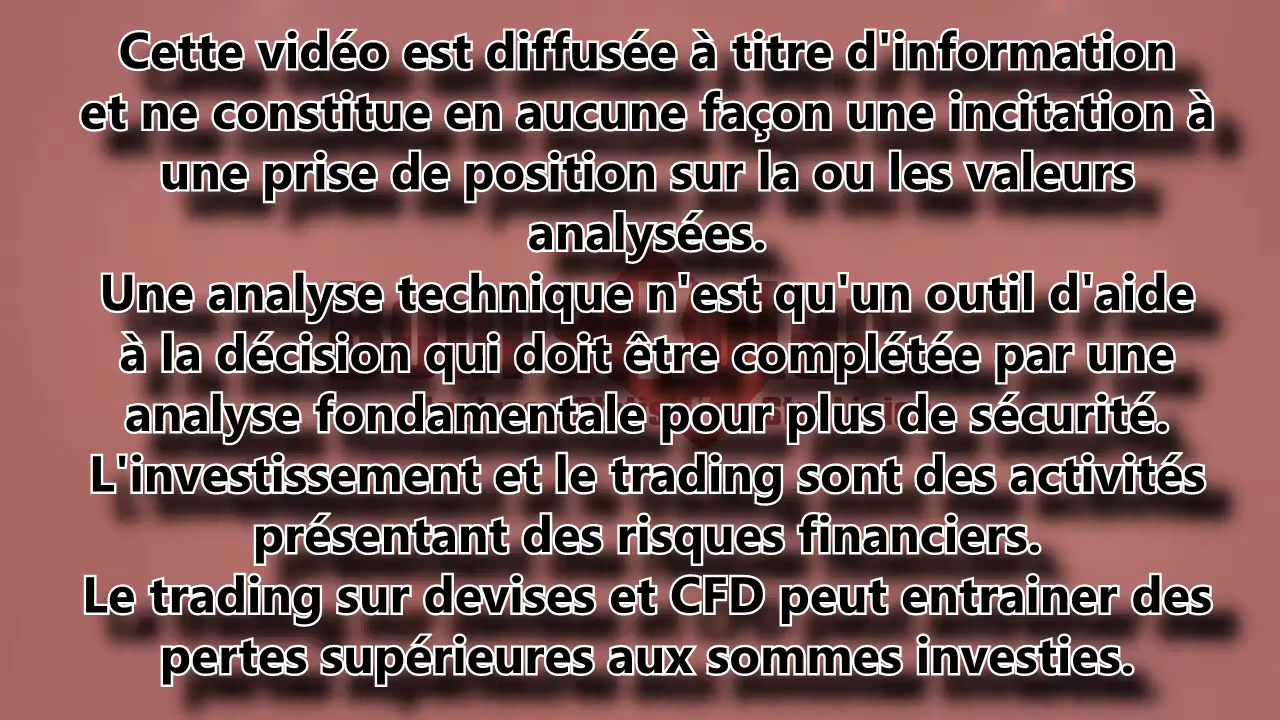 Cette vidéo est diffusée à titre d'information
et ne constitue en aucune façon une incitation à
une prise de position sur la ou les valeurs
analysées.
Une analyse technique n'est qu'un outil d'aide
à la décision qui doit être complétée par une
analyse fondamentale pour plus de sécurité.
L'investissement et le trading sont des activités
présentant des risques financiers.
Le trading sur devises et CFD peut entrainer des
pertes supérieures aux sommes investies.